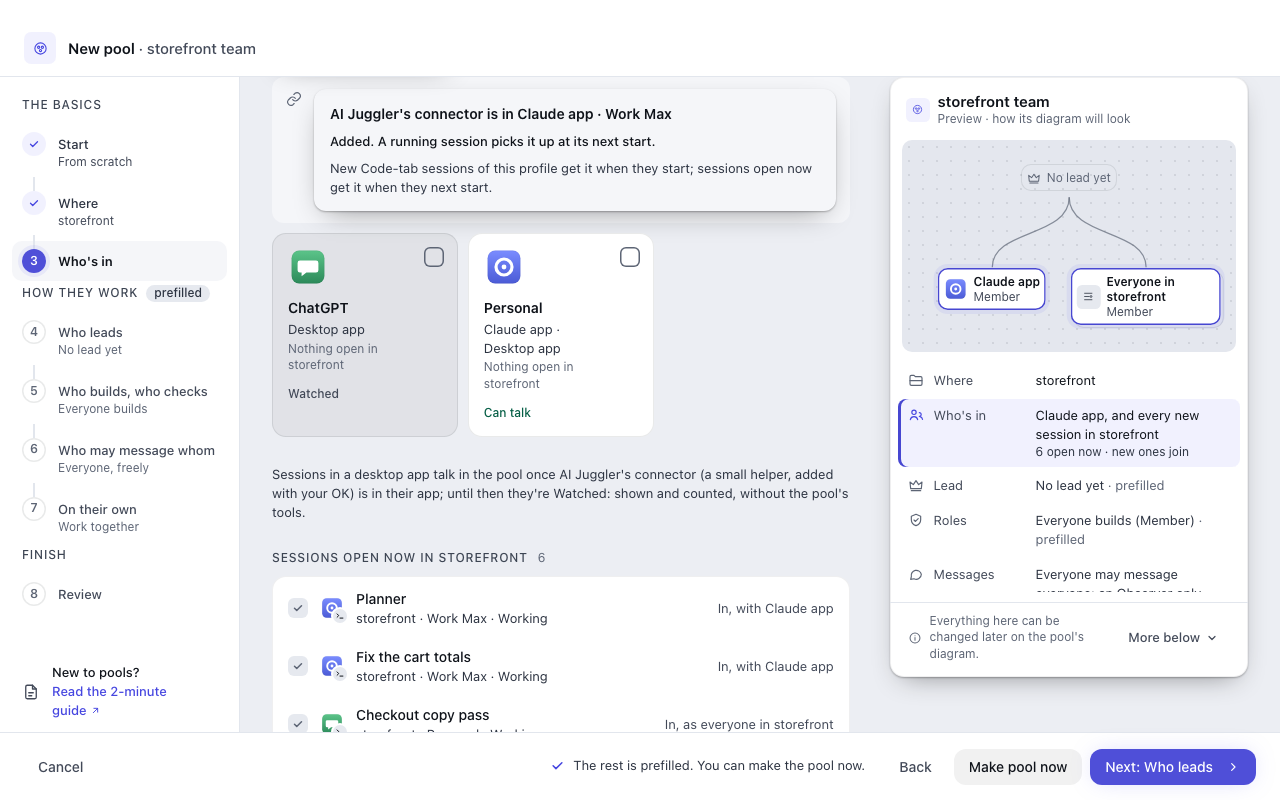 New pool · storefront team
THE BASICS
Start
From scratch
Where
storefront
3
Who's in
HOW THEY WORK prefilled
4
Who leads
No lead yet
5
Who builds, who checks
Everyone builds
6
Who may message whom
Everyone, freely
7
On their own
Work together
FINISH
8
Review
New to pools?
Read the 2-minute
guide ↗
AI Juggler's connector is in Claude app · Work Max
Added. A running session picks it up at its next start.
New Code-tab sessions of this profile get it when they start; sessions open now
get it when they next start.
ChatGPT
Desktop app
Nothing open in
storefront
Watched
Personal
Claude app ·
Desktop app
Nothing open in
storefront
Can talk
Sessions in a desktop app talk in the pool once AI Juggler's connector (a small helper, added
with your OK) is in their app; until then they're Watched: shown and counted, without the pool's
tools.
SESSIONS OPEN NOW IN STOREFRONT 6
Planner
storefront · Work Max · Working
In, with Claude app
Fix the cart totals
storefront · Work Max · Working
In, with Claude app
Checkout copy pass
In, as everyone in storefront
storefront team
Preview · how its diagram will look
No lead yet
Claude app
Member
Everyone in
storefront
Member
Where
storefront
Who's in
Claude app, and every new
session in storefront
6 open now · new ones join
Lead
No lead yet · prefilled
Roles
Everyone builds (Member) ·
prefilled
Messages
Everyone may message
Everything here can be
changed later on the pool's
diagram.
More below
Cancel
The rest is prefilled. You can make the pool now.
Back
Make pool now
Next: Who leads